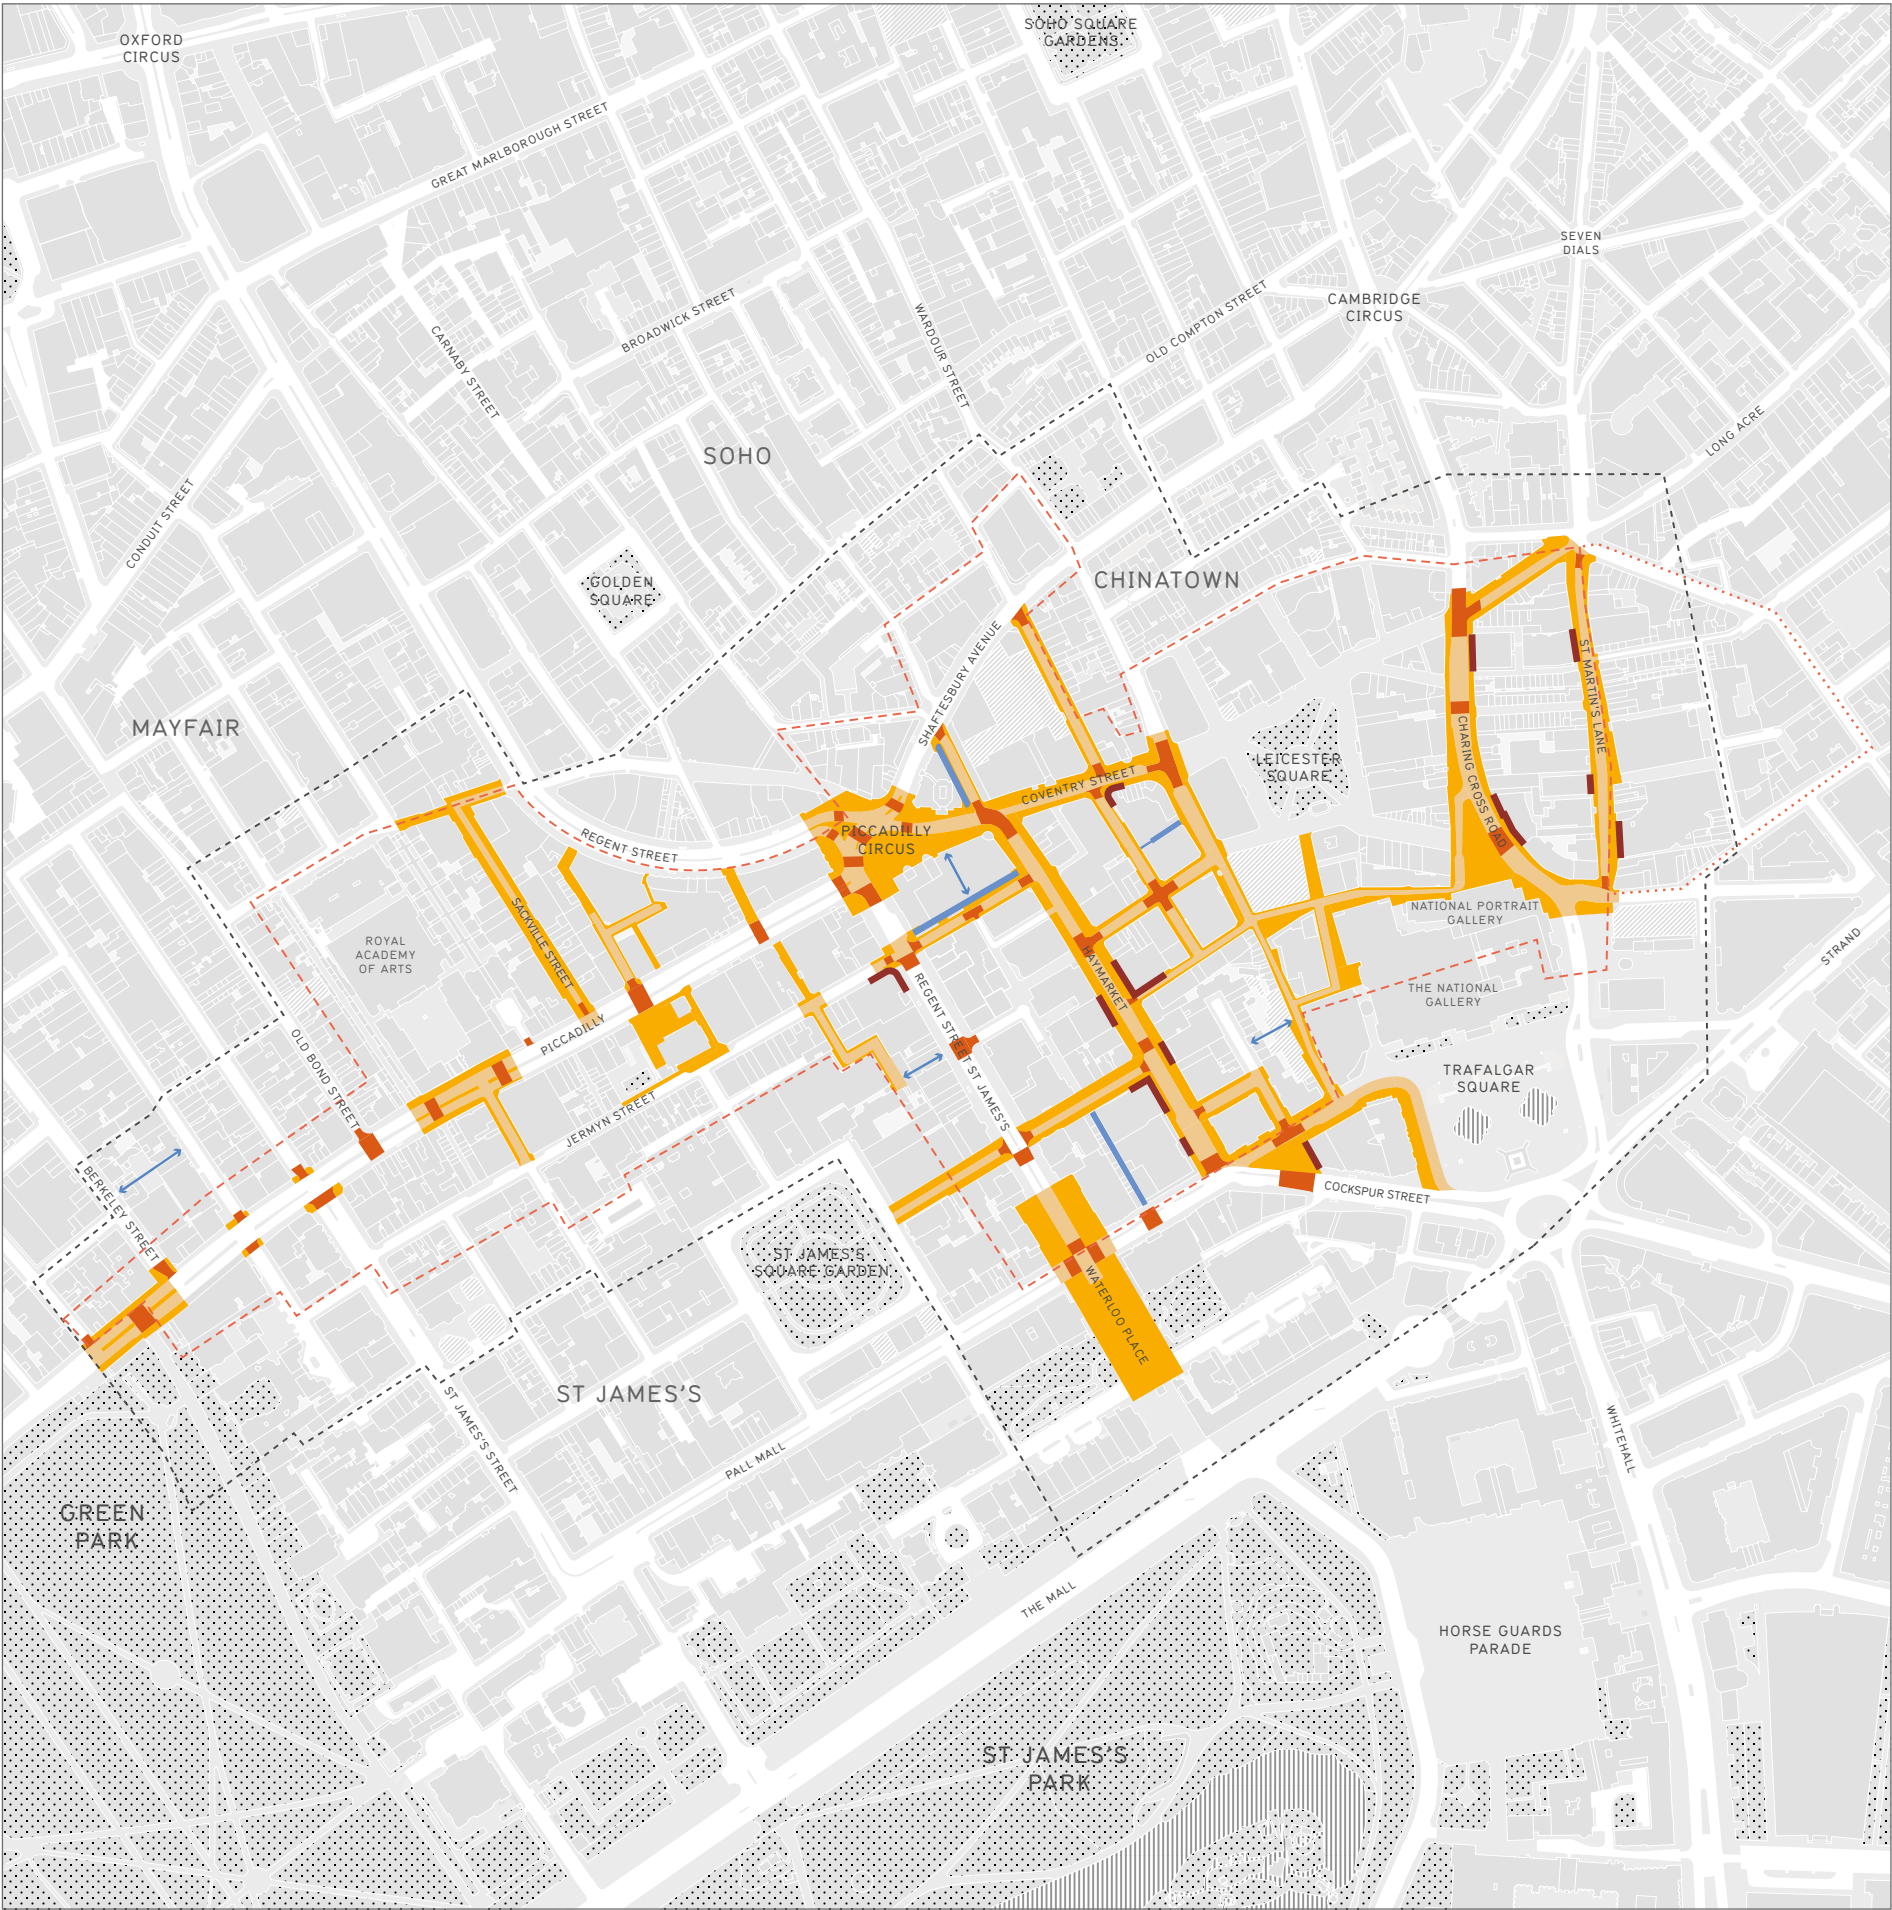 OXFORD
CIRCUS
SOHO SQUARE
GARDENS
GREAT MARLBOROUGH STREET
SEVEN
DIALS
CARNABY STREET
BROADWICK STREET
WARDOUR STREET
OLD COMPTON STREET
CAMBRIDGE
CIRCUS
LONG ACRE
SOHO
CONDUIT STREET
GOLDEN
SQUARE
CHINATOWN
MAYFAIR
SHAFTESBURY AVENUE
ST MARTIN'S LANE
CHARING CROSS ROAD
LEICESTER
SQUARE
COVENTRY STREET
REGENT STREET
PICCADILLY
CIRCUS
SACKVILLE STREET
NATIONAL PORTRAIT
GALLERY
ROYAL
ACADEMY
OF ARTS
HAYMARKET
STRAND
THE NATIONAL
GALLERY
PICCADILLY
REGENT STREET ST JAMES'S
OLD BOND STREET
JERMYN STREET
TRAFALGAR
SQUARE
BERKELEY STREET
COCKSPUR STREET
ST JAMES'S
SQUARE GARDEN
WATERLOO PLACE
ST JAMES'S
ST JAMES'S STREET
PALL MALL
WHITEHALL
GREEN
PARK
THE MALL
HORSE GUARDS
PARADE
ST JAMES'S
PARK